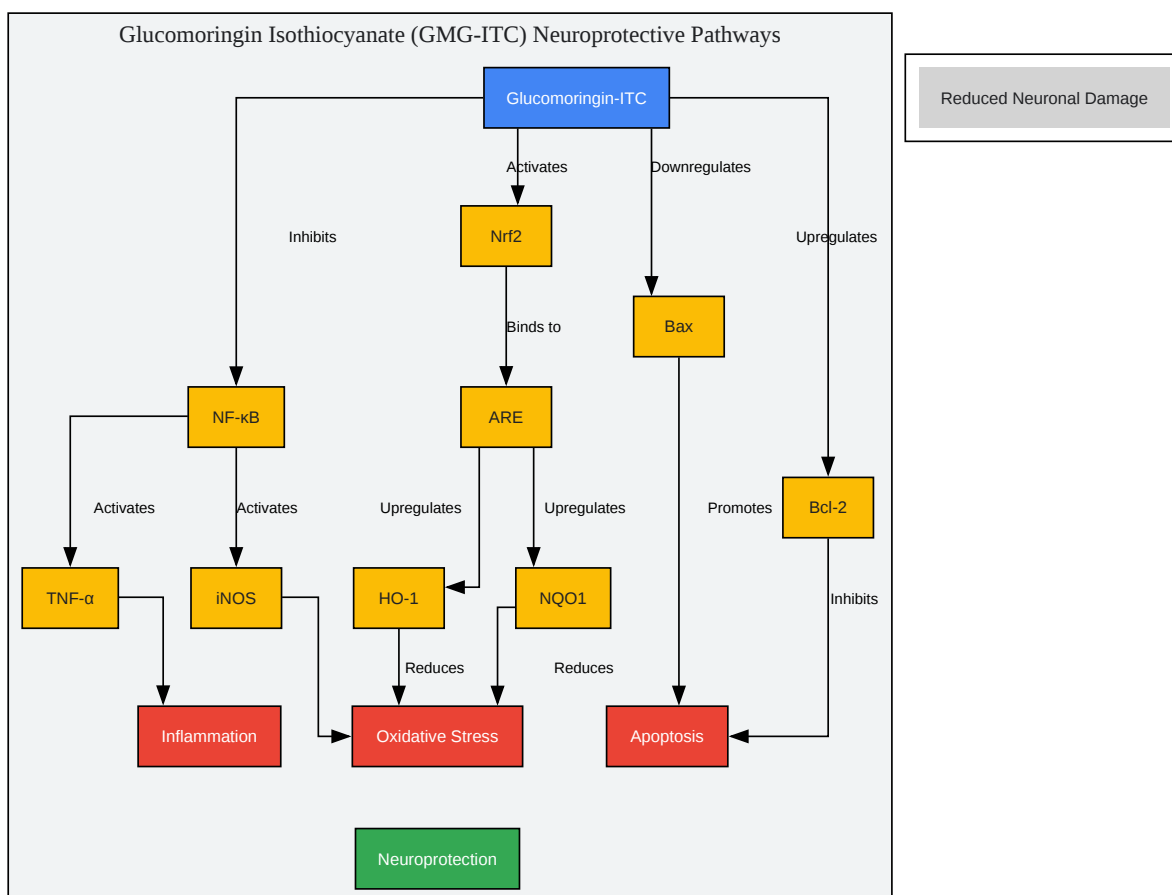 Glucomoringin Isothiocyanate (GMG-ITC) Neuroprotective Pathways
Reduced Neuronal Damage
Glucomoringin-ITC
Activates
Downregulates
Nrf2
Inhibits
Upregulates
Binds to
Bax
NF-κB
ARE
Activates
Activates
Upregulates
Upregulates
Promotes
Bcl-2
TNF-α
iNOS
HO-1
NQO1
Inhibits
Reduces
Reduces
Inflammation
Oxidative Stress
Apoptosis
Neuroprotection